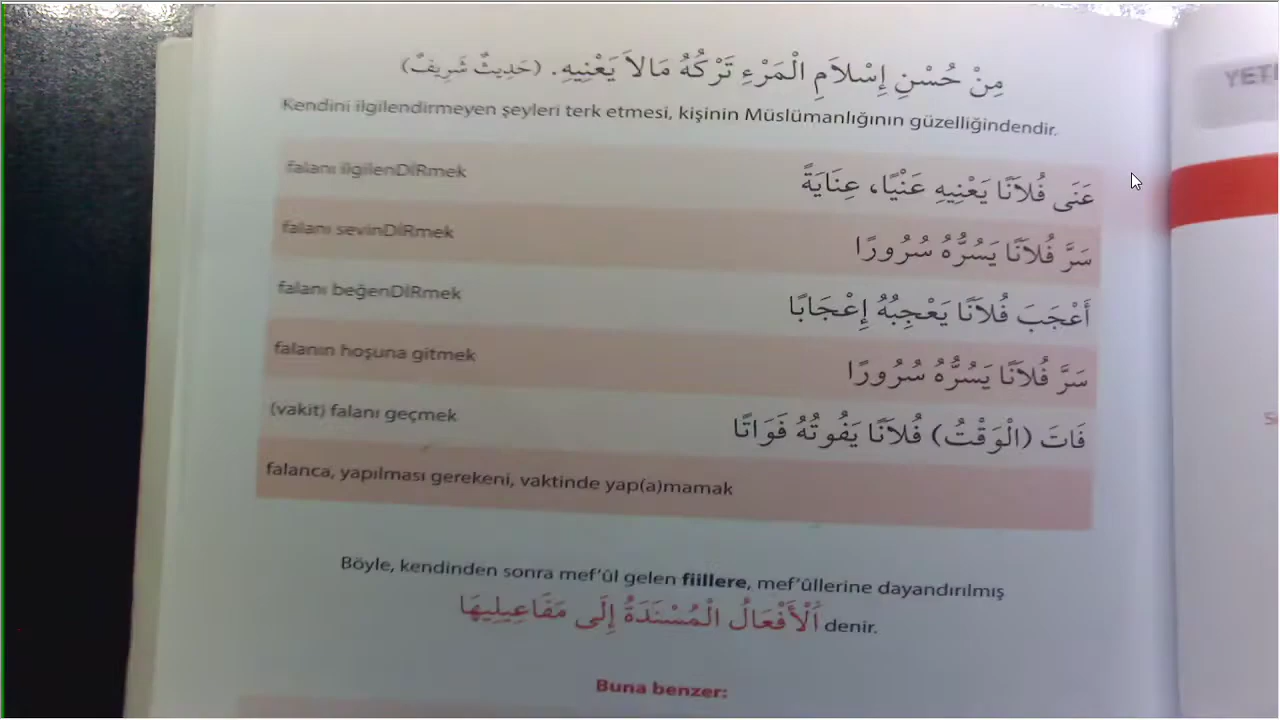 مِنْ حُسْنِ إِسْلاَمِ الْمَرْءِ تَرْكُهُ مَالاَ يَعْنِيهِ. (حَدِيثٌ شَرِيفٌ)
Kendini ilgilendirmeyen şeyleri terk etmesi, kişinin Müslümanlığının güzelliğindendir.
falanı ilgilenDİRmek عَنَى فُلاَنًا يَعْنِيهِ عَنْيًا، عِنَايَةً
falanı sevinDİRmek سَرَّ فُلاَنًا يَسُرُّهُ سُرُورًا
falanı beğenDİRmek أَعْجَبَ فُلاَنًا يَعْجِبُهُ إِعْجَابًا
falanın hoşuna gitmek سَرَّ فُلاَنًا يَسُرُّهُ سُرُورًا
(vakit) falanı geçmek فَاتَ (الْوَقْتُ) فُلاَنًا يَفُوتُهُ فَوَاتًا
falanca, yapılması gerekeni, vaktinde yap(a)mamak
Böyle, kendinden sonra mef'ûl gelen fiillere, mef'ûllerine dayandırılmış
اَلْأَفْعَالُ الْمُسْنَدَةُ إِلَى مَفَاعِيلِيهَا denir.
Buna benzer: